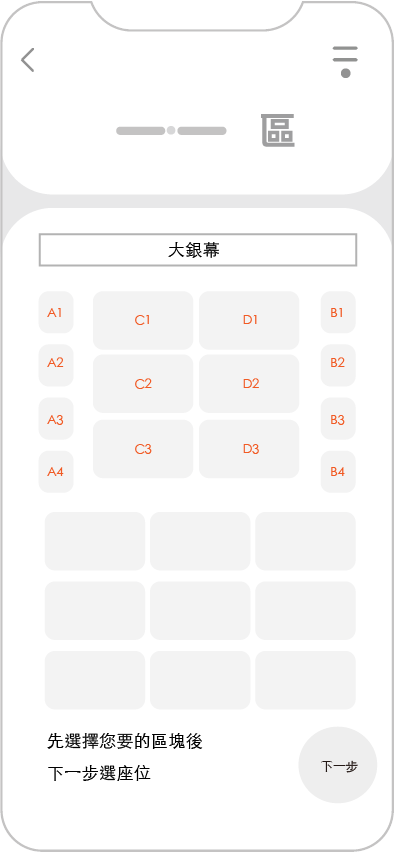 區
大銀幕
A1 C1 D1 B1
A2 C2 D2 B2
A3 C3 D3 B3
A4 B4
先選擇您要的區塊後
下一步選座位
下一步